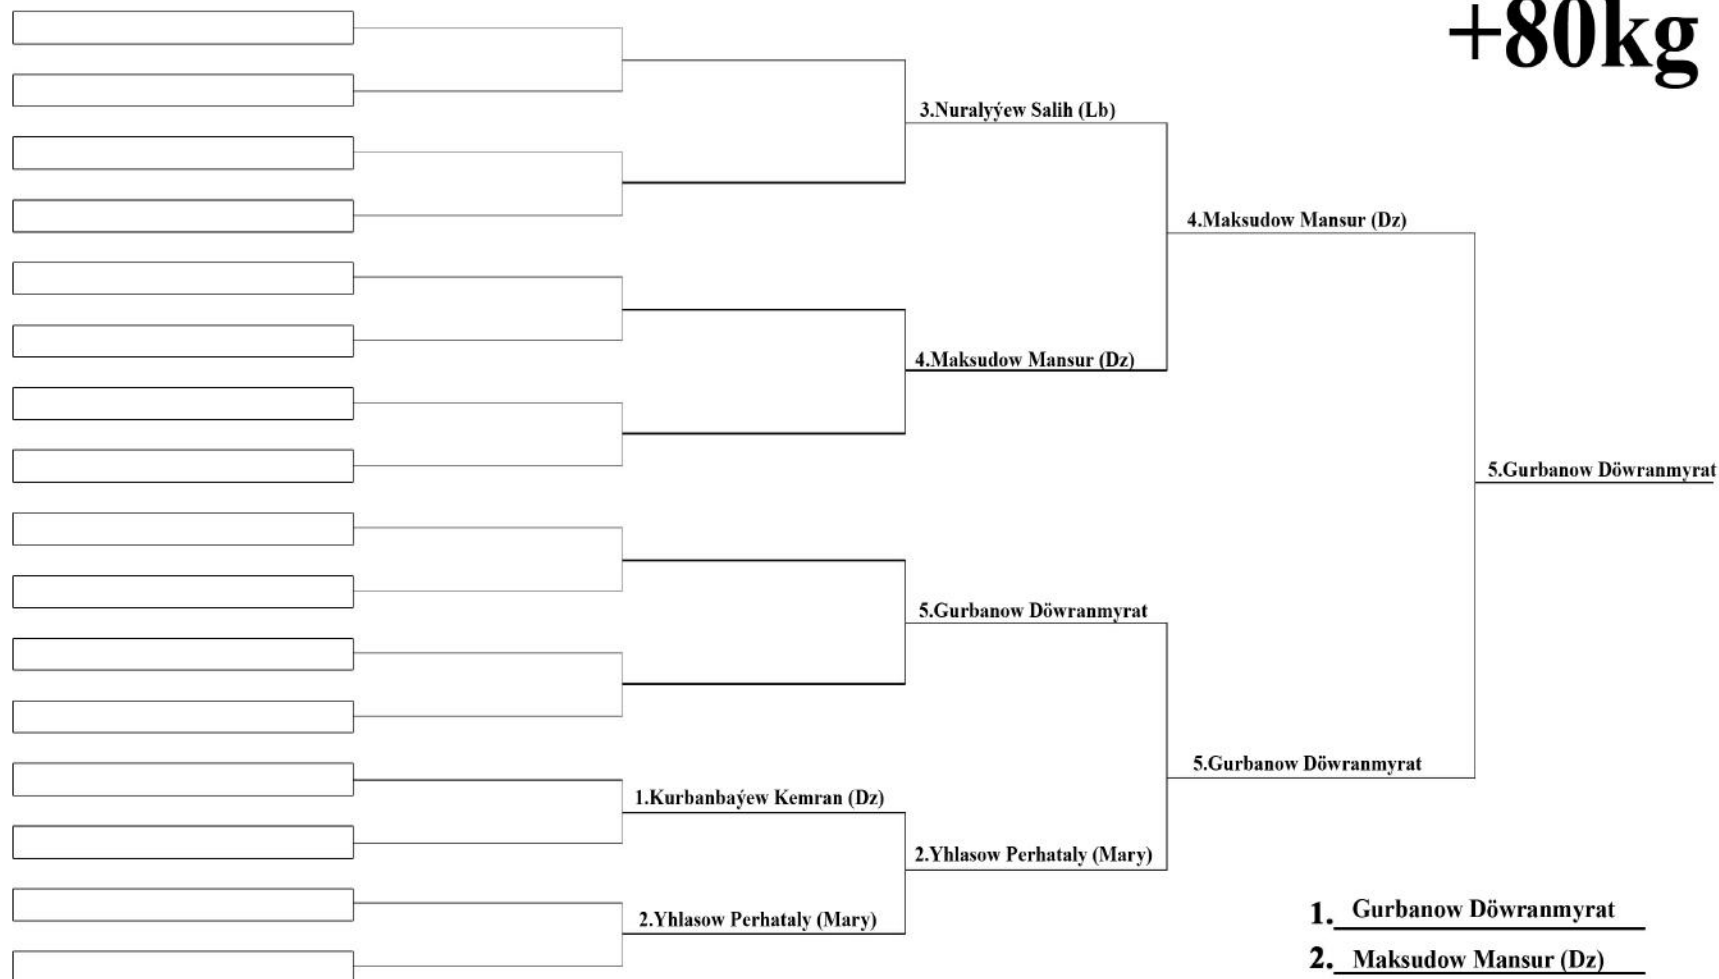 +80kg
3.Nuralyýew Salih (Lb)
4.Maksudow Mansur (Dz)
4.Maksudow Mansur (Dz)
5.Gurbanow Döwranmyrat
5.Gurbanow Döwranmyrat
5.Gurbanow Döwranmyrat
1.Kurbanbaýew Kemran (Dz)
2.Yhlasow Perhataly (Mary)
2.Yhlasow Perhataly (Mary)
1. Gurbanow Döwranmyrat
2. Maksudow Mansur (Dz)